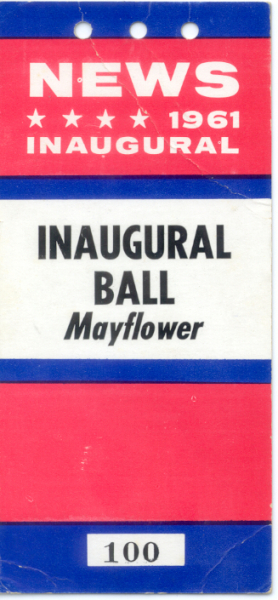 NEWS
★ ★ ★ ★ 1961
INAUGURAL
INAUGURAL
BALL
Mayflower
100